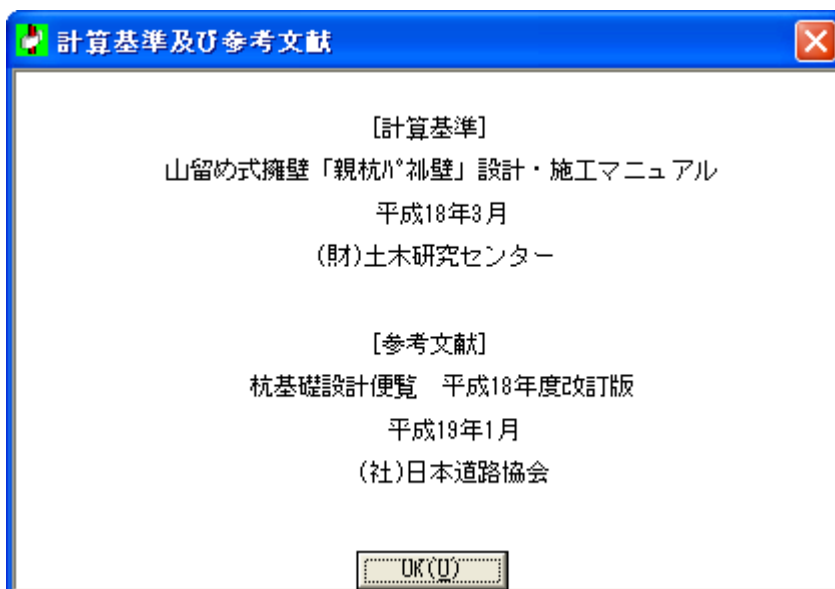 計算基準及び参考文献
[計算基準]
山留め式擁壁「親杭ﾊﾟﾈﾙ壁」設計・施工マニュアル
平成18年3月
(財)土木研究センター
[参考文献]
杭基礎設計便覧　平成18年度改訂版
平成19年1月
(社)日本道路協会
OK(U)